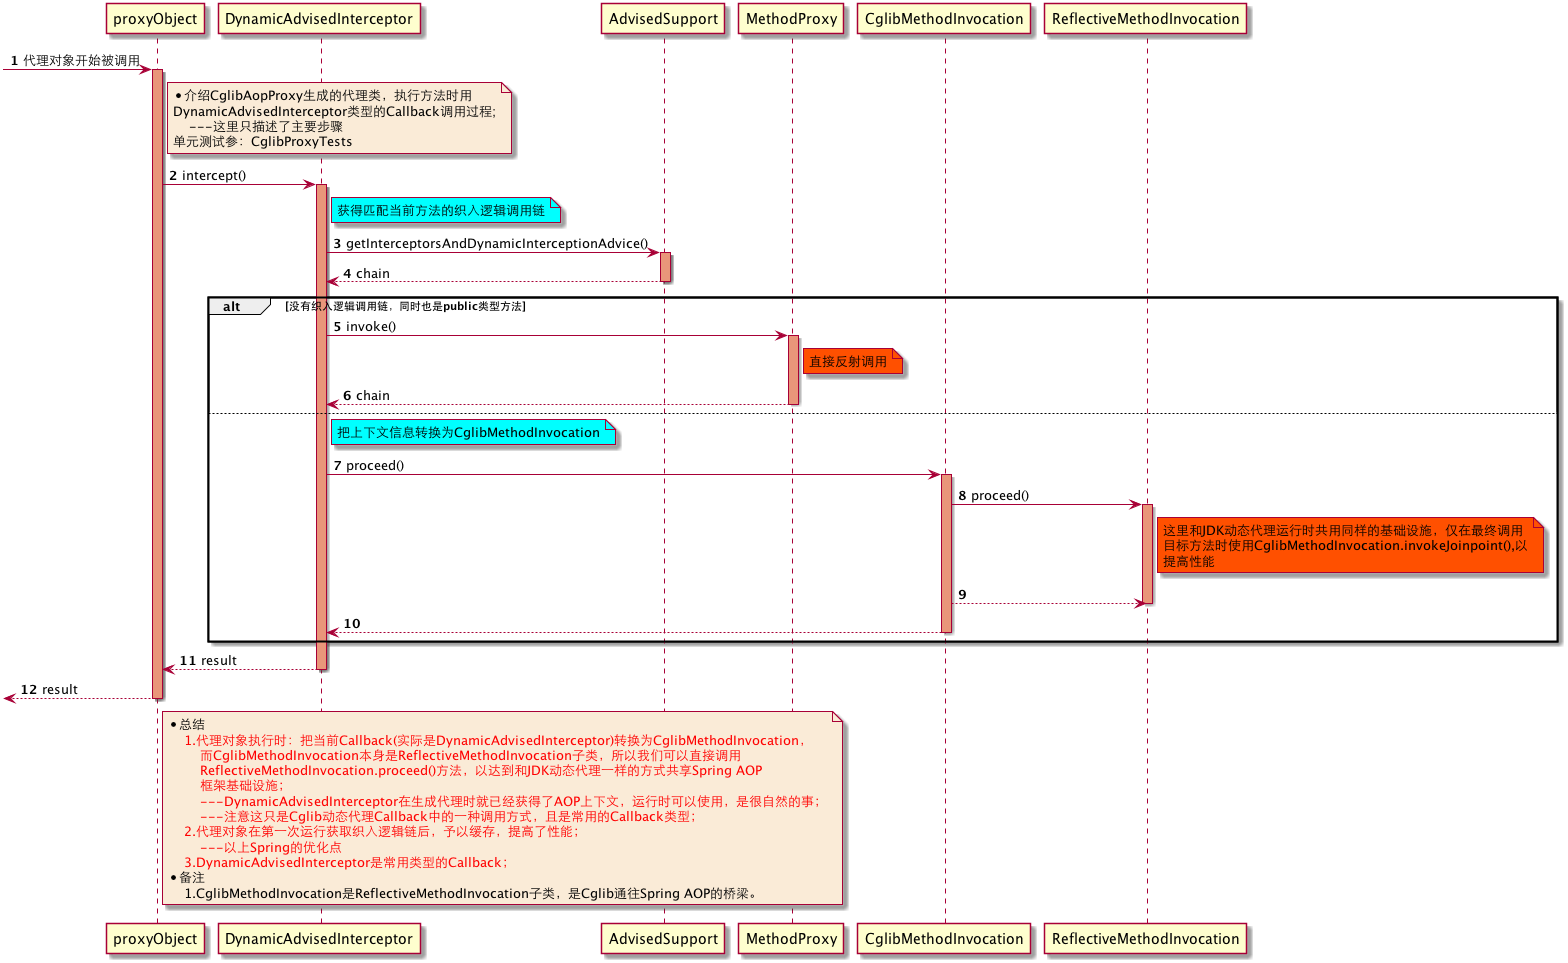 proxyObject DynamicAdvisedInterceptor AdvisedSupport MethodProxy CglibMethodInvocation ReflectiveMethodInvocation
1 代理对象开始被调用
•介绍CglibAopProxy生成的代理类，执行方法时用
DynamicAdvisedInterceptor类型的Callback调用过程;
---这里只描述了主要步骤
单元测试参：CglibProxyTests
2 intercept()
获得匹配当前方法的织入逻辑调用链
3 getInterceptorsAndDynamicInterceptionAdvice()
4 chain
alt [没有织入逻辑调用链，同时也是public类型方法]
5 invoke()
直接反射调用
6 chain
把上下文信息转换为CglibMethodInvocation
7 proceed()
8 proceed()
这里和JDK动态代理运行时共用同样的基础设施，仅在最终调用
目标方法时使用CglibMethodInvocation.invokeJoinpoint(),以
提高性能
9
10
11 result
12 result
•总结
1.代理对象执行时：把当前Callback(实际是DynamicAdvisedInterceptor)转换为CglibMethodInvocation，
而CglibMethodInvocation本身是ReflectiveMethodInvocation子类，所以我们可以直接调用
ReflectiveMethodInvocation.proceed()方法，以达到和JDK动态代理一样的方式共享Spring AOP
框架基础设施；
---DynamicAdvisedInterceptor在生成代理时就已经获得了AOP上下文，运行时可以使用，是很自然的事；
---注意这只是Cglib动态代理Callback中的一种调用方式，且是常用的Callback类型；
2.代理对象在第一次运行获取织入逻辑链后，予以缓存，提高了性能；
---以上Spring的优化点
3.DynamicAdvisedInterceptor是常用类型的Callback；
•备注
1.CglibMethodInvocation是ReflectiveMethodInvocation子类，是Cglib通往Spring AOP的桥梁。
proxyObject DynamicAdvisedInterceptor AdvisedSupport MethodProxy CglibMethodInvocation ReflectiveMethodInvocation